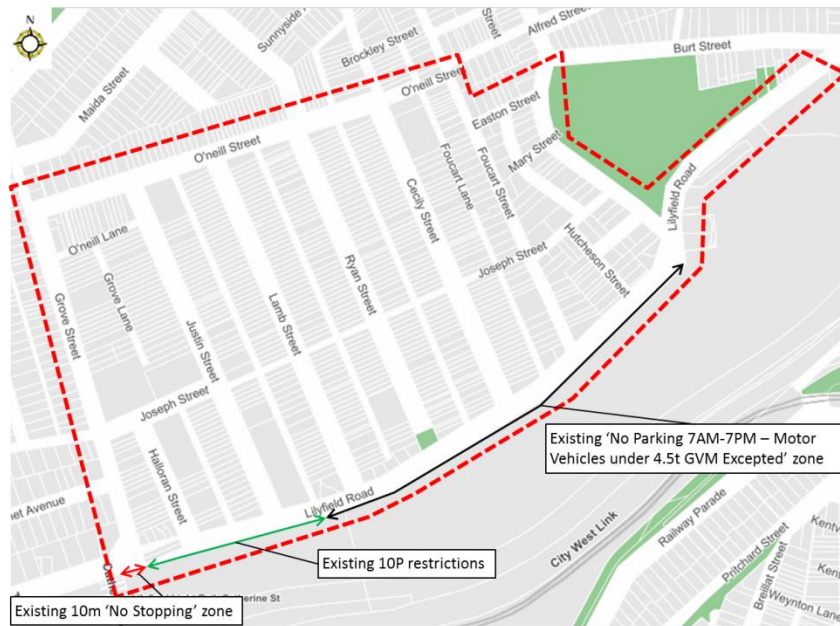 N
Maida Street
Sunnyside
Brockley Street
Street
Alfred Street
Burt Street
O'neill Street
O'neill Street
Easton Street
Mary Street
Foucart Street
Foucart Lane
Cecily Street
Lilyfield Road
O'neill Lane
Hutcheson Street
Ryan Street
Joseph Street
Grove Lane
Grove Street
Lamb Street
Justin Street
Joseph Street
Existing 'No Parking 7AM-7PM – Motor
Vehicles under 4.5t GVM Excepted' zone
Halloran Street
Avenue
Lilyfield Road
City West Link
Railway Parade
Pritchard Street
Breillat Street
Weynton Lane
Existing 10P restrictions
Existing 10m 'No Stopping' zone
St